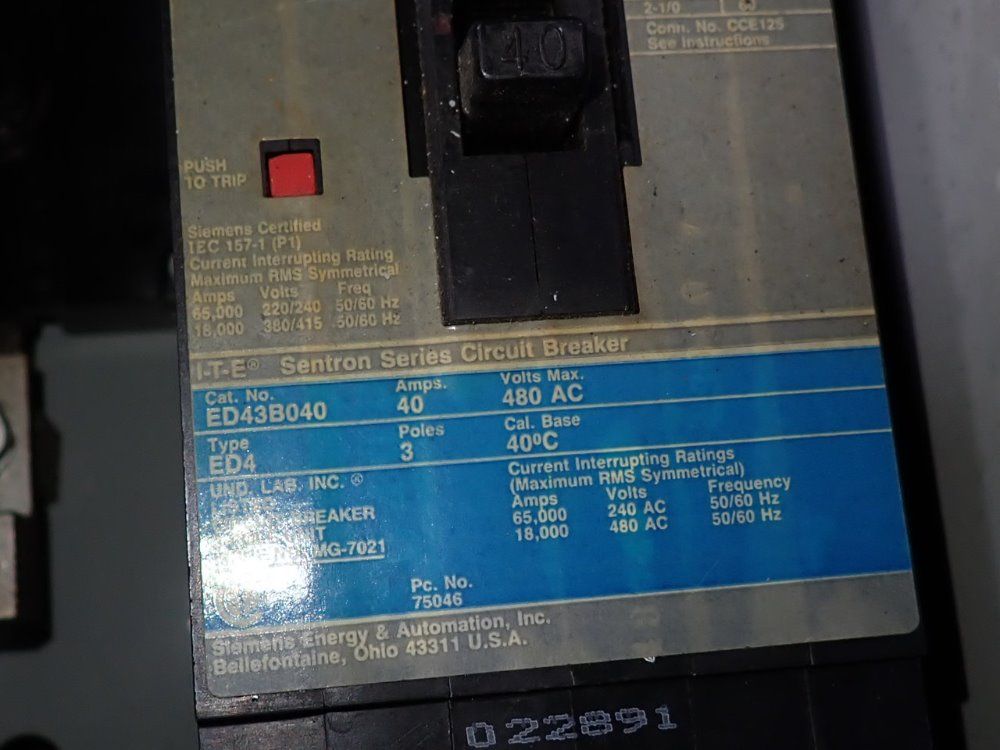 2-1/0
60
Conn. No. CCE125
See Instructions
40
PUSH
TO TRIP
Siemens Certified
IEC 157-1 (P1)
Current Interrupting Rating
Maximum RMS Symmetrical
Amps Volts Freq
65,000 220/240 50/60 Hz
18,000 380/415 50/60 Hz
I-T-E® Sentron Series Circuit Breaker
Cat. No. Amps. Volts Max.
ED43B040 40 480 AC
Type Poles Cal. Base
ED4 3 40ºC
UND. LAB. INC. ®
LISTED
BREAKER
MG-7021
Current Interrupting Ratings
(Maximum RMS Symmetrical)
Amps Volts Frequency
65,000 240 AC 50/60 Hz
18,000 480 AC 50/60 Hz
Pc. No.
75046
Siemens Energy & Automation, Inc.
Bellefontaine, Ohio 43311 U.S.A.
022891